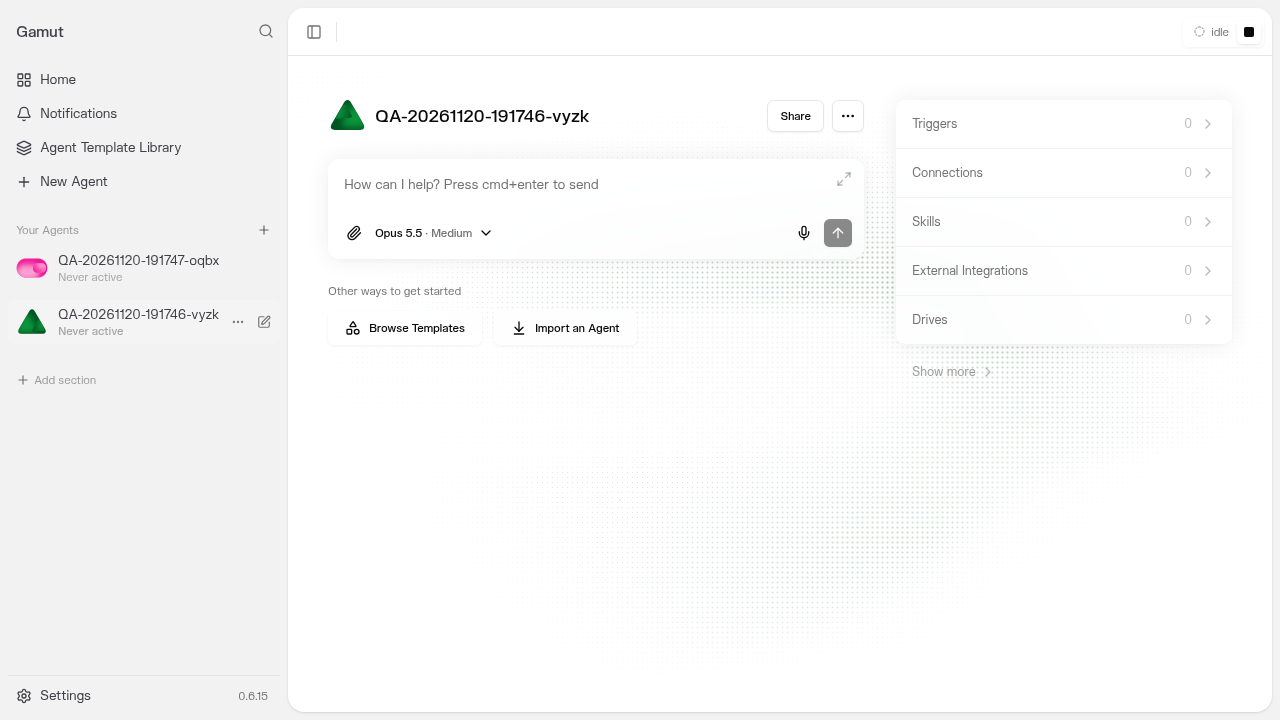 Gamut
Home
Notifications
Agent Template Library
New Agent
Your Agents
QA-20261120-191747-oqbx
Never active
QA-20261120-191746-vyzk
Never active
Add section
Settings
0.6.15
idle
QA-20261120-191746-vyzk
Share
How can I help? Press cmd+enter to send
Opus 5.5 · Medium
Other ways to get started
Browse Templates
Import an Agent
Triggers 0
Connections 0
Skills 0
External Integrations 0
Drives 0
Show more